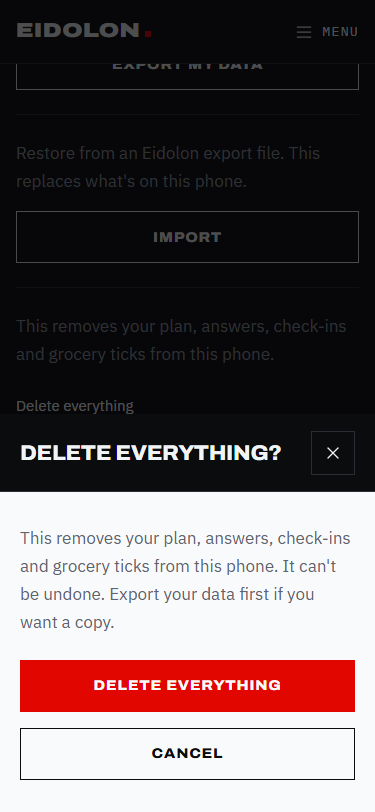 EIDOLON.
MENU
EXPORT MY DATA
Restore from an Eidolon export file. This
replaces what's on this phone.
IMPORT
This removes your plan, answers, check-ins
and grocery ticks from this phone.
Delete everything
DELETE EVERYTHING?
This removes your plan, answers, check-ins
and grocery ticks from this phone. It can't
be undone. Export your data first if you
want a copy.
DELETE EVERYTHING
CANCEL